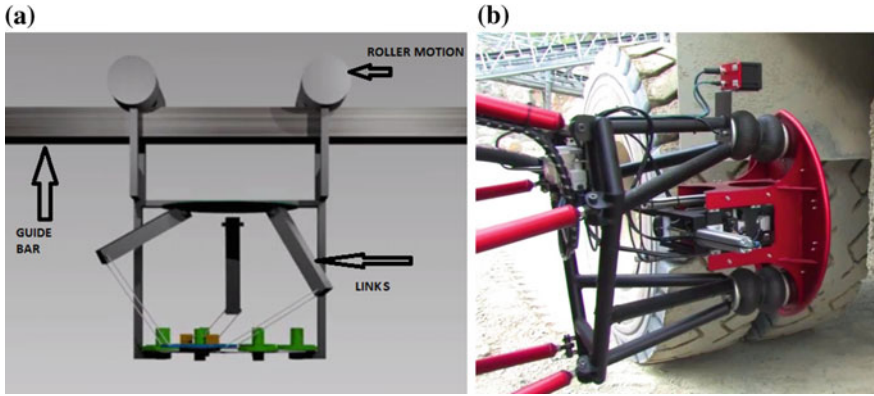 (a)
(b)
ROLLER MOTION
GUIDE
BAR
LINKS